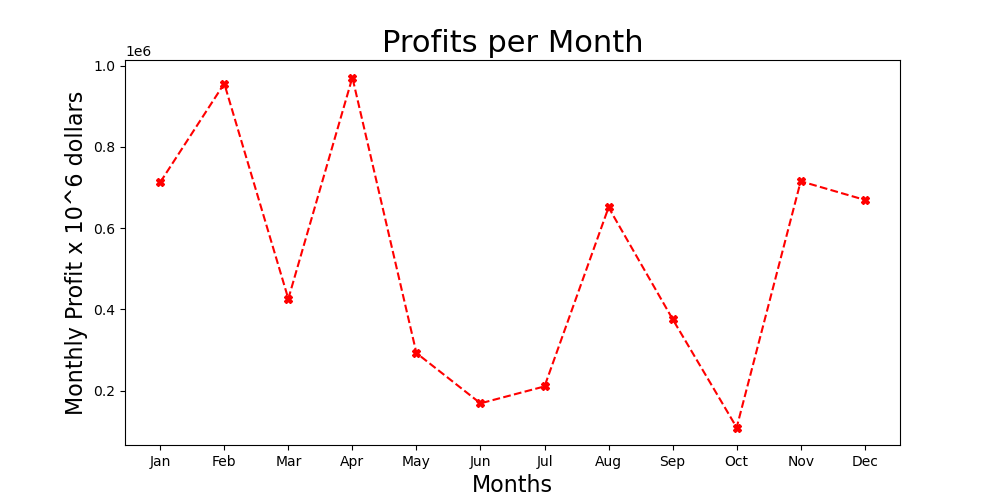 Profits per Month
1e6
1.0
0.8
0.6
0.4
0.2
Monthly Profit x 10^6 dollars
Jan Feb Mar Apr May Jun Jul Aug Sep Oct Nov Dec
Months